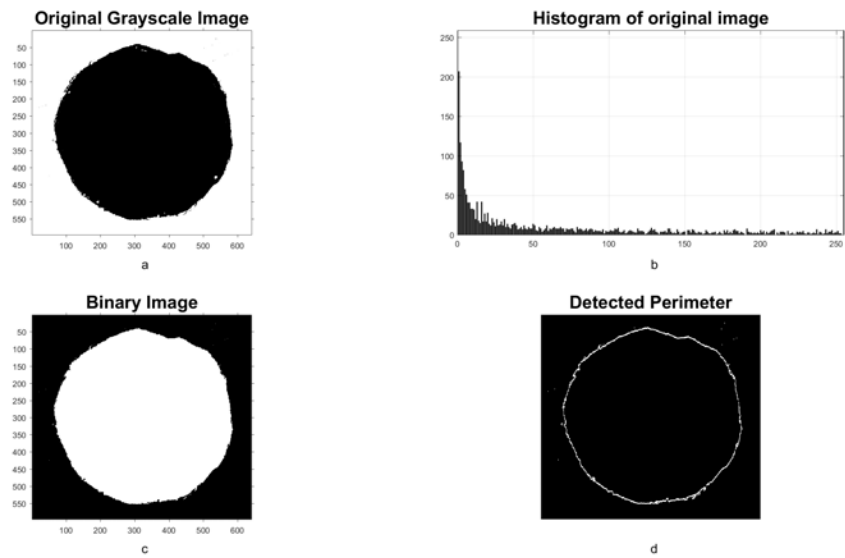 Original Grayscale Image
50
100
150
200
250
300
350
400
450
500
550
100 200 300 400 500 600
a
Histogram of original image
250
200
150
100
50
0
0 50 100 150 200 250
b
Binary Image
50
100
150
200
250
300
350
400
450
500
550
100 200 300 400 500 600
c
Detected Perimeter
d